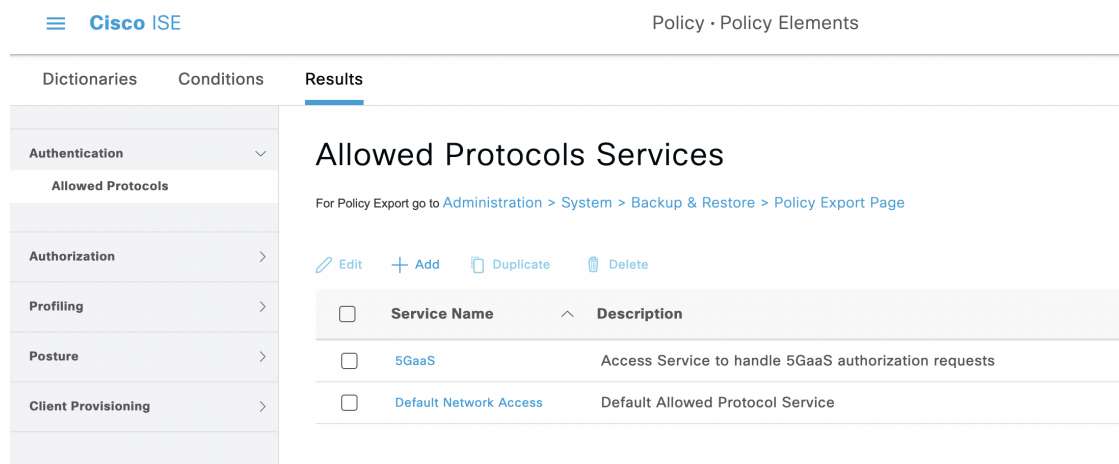 Cisco ISE
Policy · Policy Elements
Dictionaries Conditions Results
Authentication
Allowed Protocols
Authorization
Profiling
Posture
Client Provisioning
Allowed Protocols Services
For Policy Export go to Administration > System > Backup & Restore > Policy Export Page
Edit Add Duplicate Delete
Service Name Description
5GaaS Access Service to handle 5GaaS authorization requests
Default Network Access Default Allowed Protocol Service